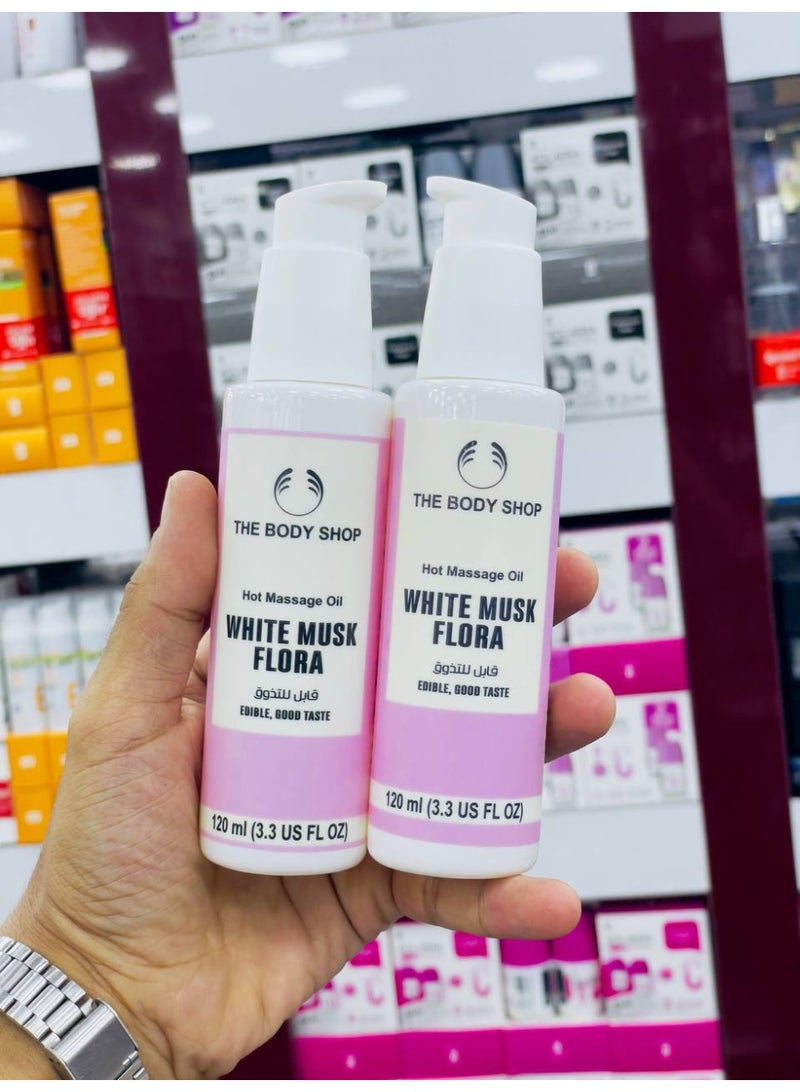 THE BODY SHOP
Hot Massage Oil
WHITE MUSK
FLORA
قابل للتذوق
EDIBLE, GOOD TASTE
120 ml (3.3 US FL OZ)
THE BODY SHOP
Hot Massage Oil
WHITE MUSK
FLORA
قابل للتذوق
EDIBLE, GOOD TASTE
120 ml (3.3 US FL OZ)